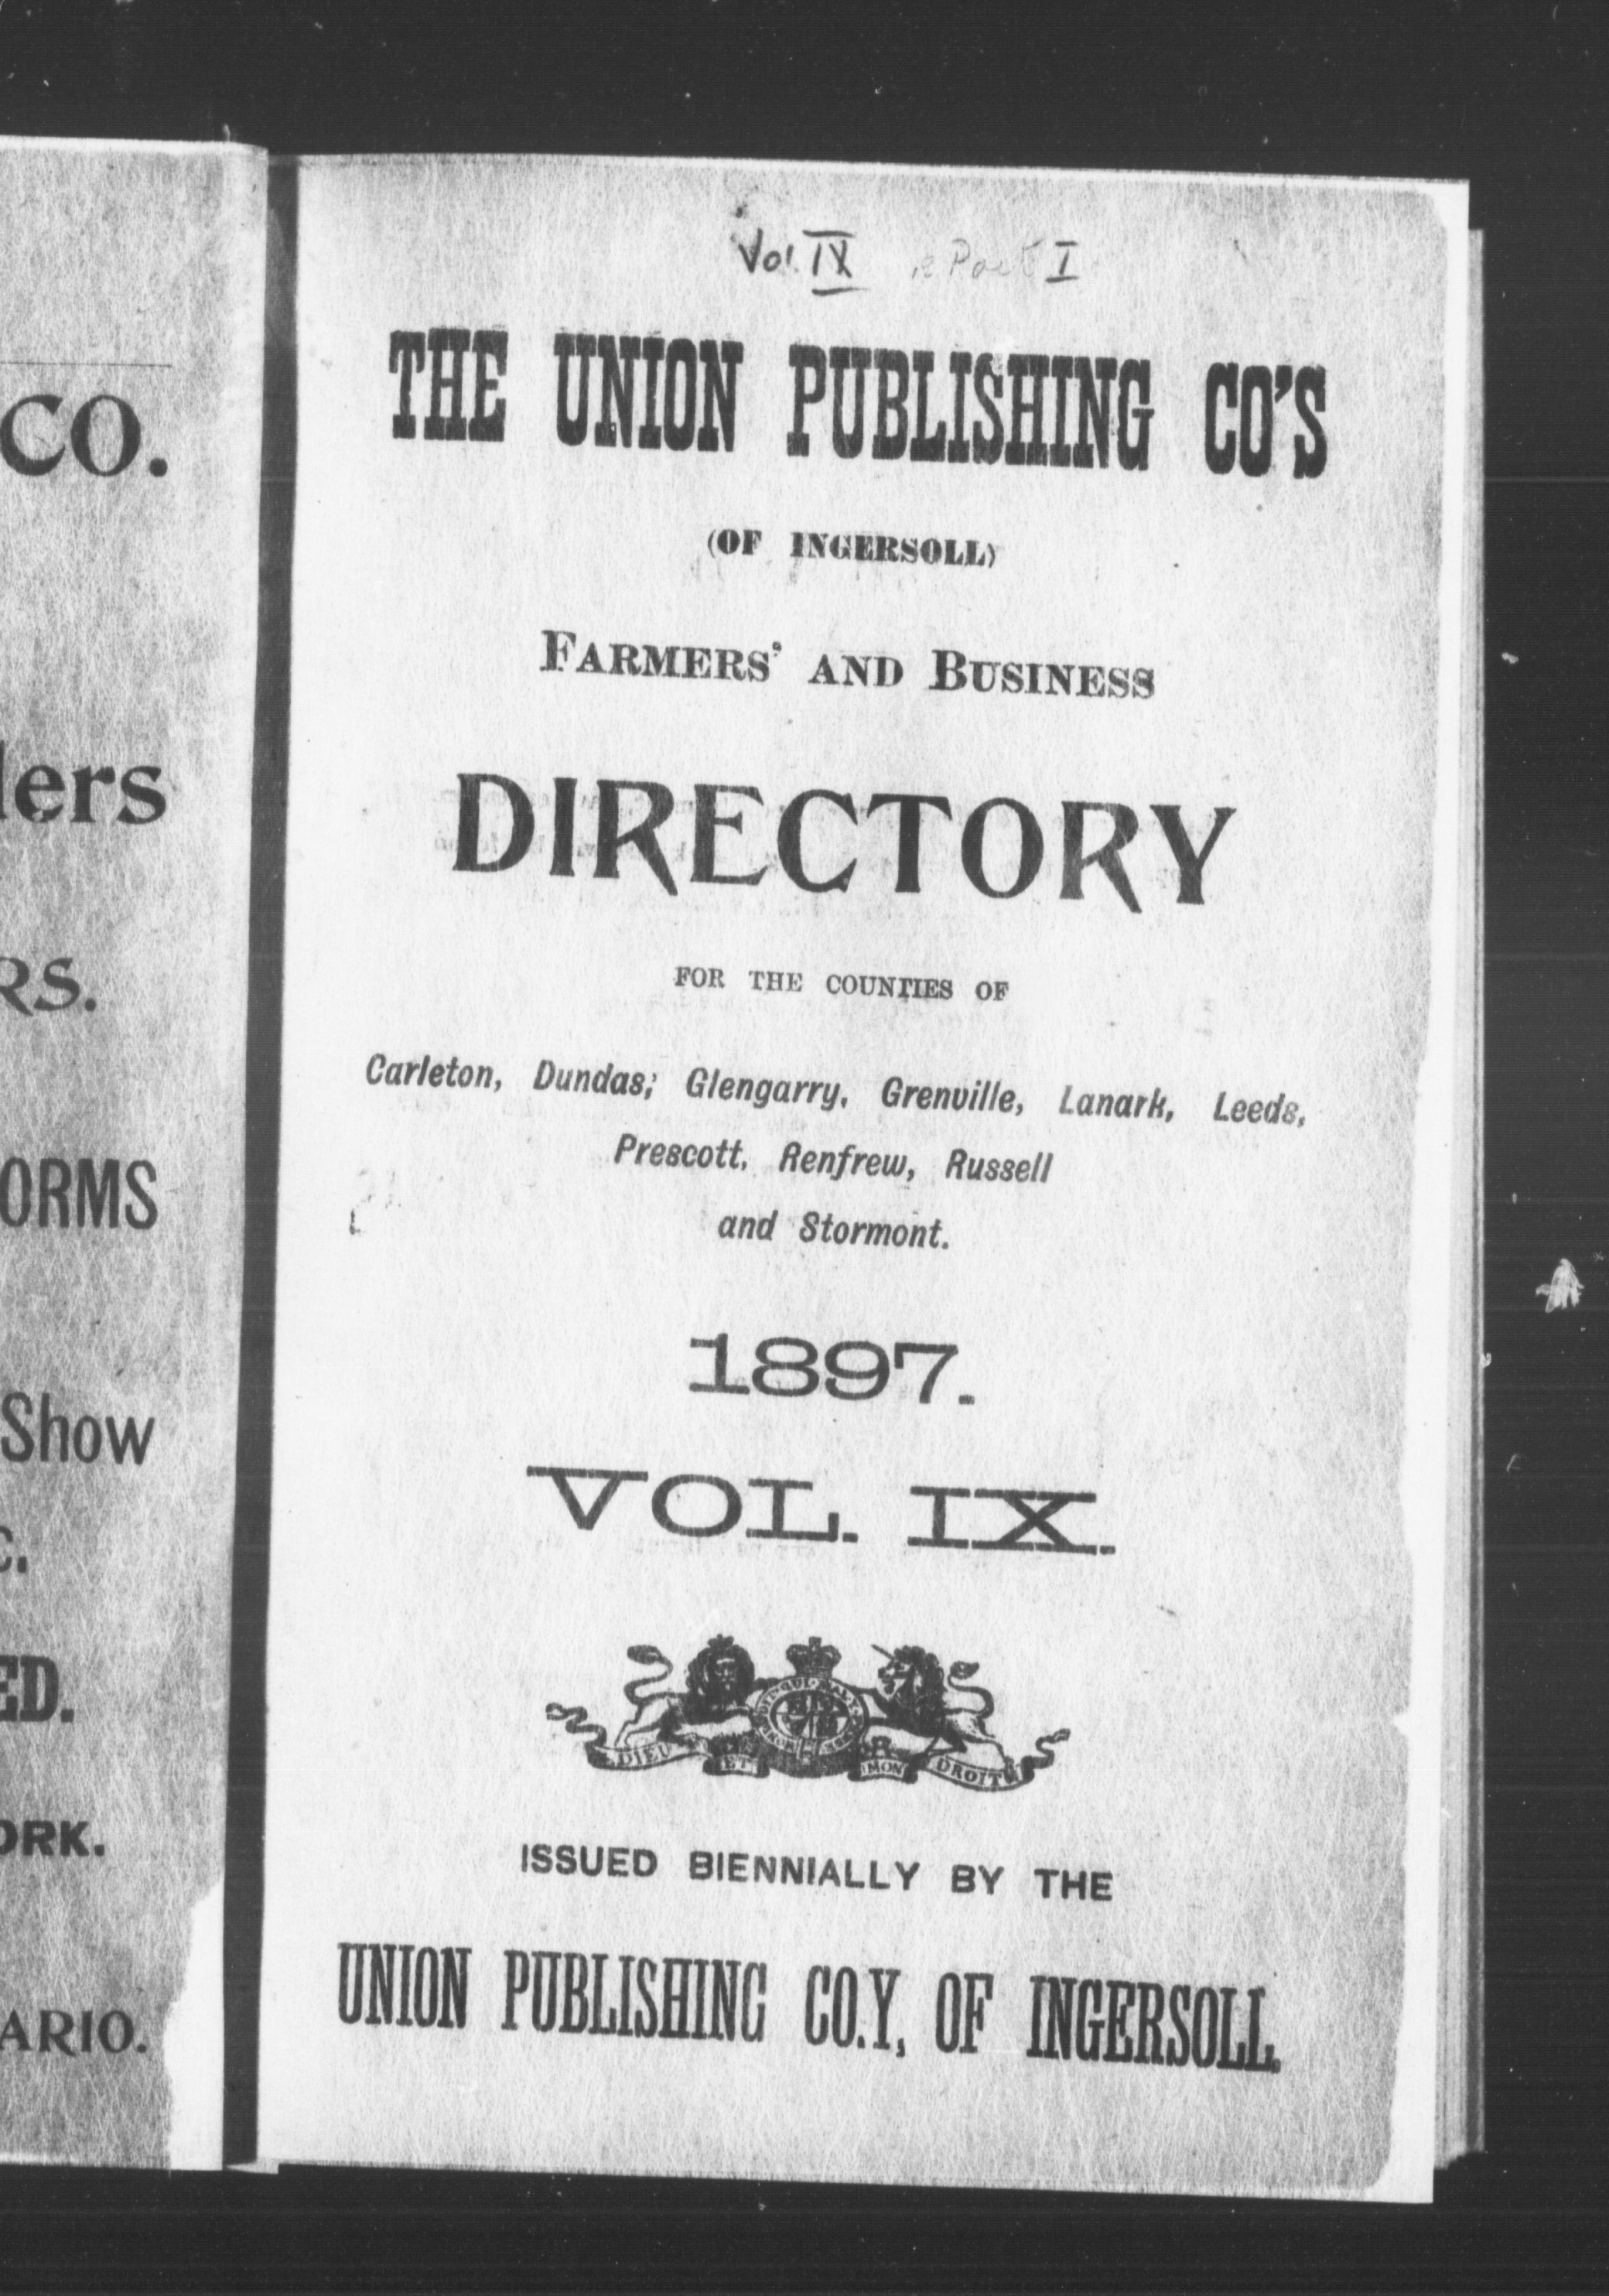 CO.
lers
RS.
ORMS
Show
C.
ED.
ORK.
ARIO.
Vol IX Part I
THE UNION PUBLISHING CO'S
(OF INGERSOLL)
FARMERS' AND BUSINESS
DIRECTORY
FOR THE COUNTIES OF
Carleton, Dundas; Glengarry, Grenville, Lanark, Leeds,
Prescott, Renfrew, Russell
and Stormont.
1897.
VOL. IX.
DIEU ET MON DROIT
ISSUED BIENNIALLY BY THE
UNION PUBLISHING CO.Y, OF INGERSOLL.